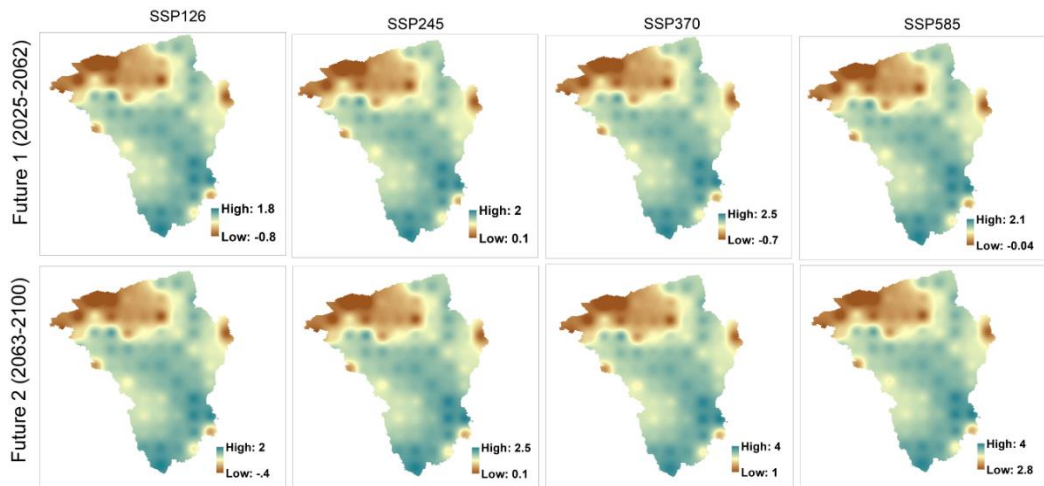 SSP126
SSP245
SSP370
SSP585
Future 1 (2025-2062)
High: 1.8
Low: -0.8
High: 2
Low: 0.1
High: 2.5
Low: -0.7
High: 2.1
Low: -0.04
Future 2 (2063-2100)
High: 2
Low: -.4
High: 2.5
Low: 0.1
High: 4
Low: 1
High: 4
Low: 2.8